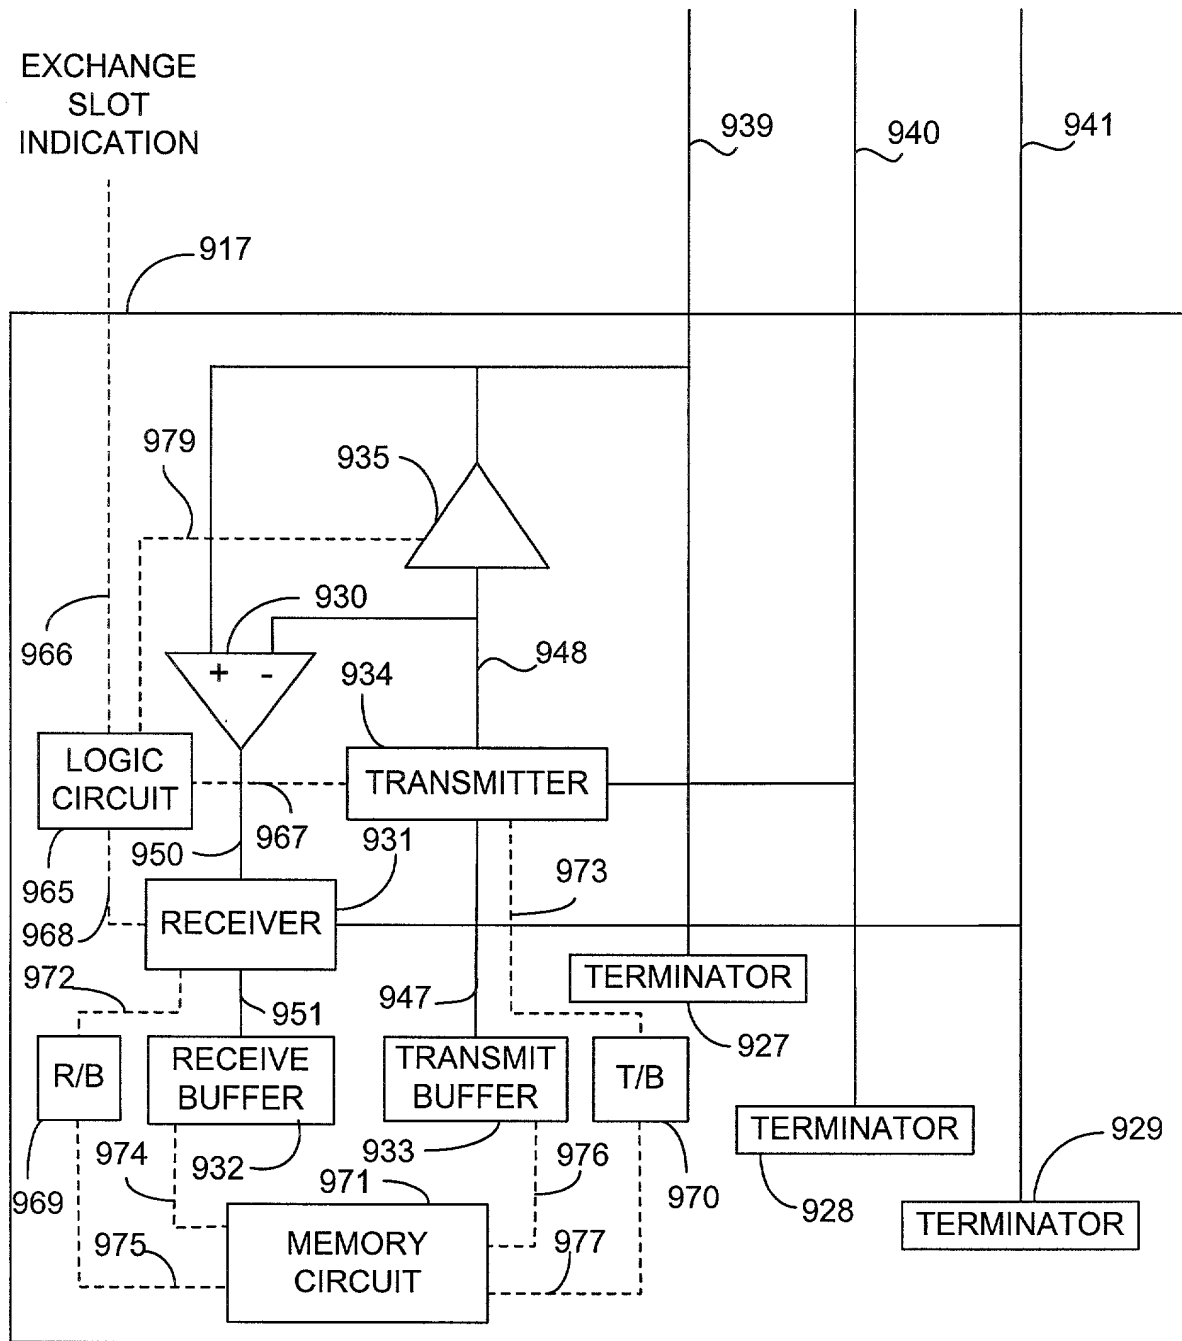 EXCHANGE
SLOT
INDICATION
939
940
941
917
979
935
930
966
948
934
+ -
LOGIC
CIRCUIT
TRANSMITTER
967
950
931
965
973
968
RECEIVER
972
951
947
TERMINATOR
927
R/B
RECEIVE
BUFFER
TRANSMIT
BUFFER
T/B
974
932
933
976
TERMINATOR
929
969
971
970
928
TERMINATOR
975
MEMORY
CIRCUIT
977